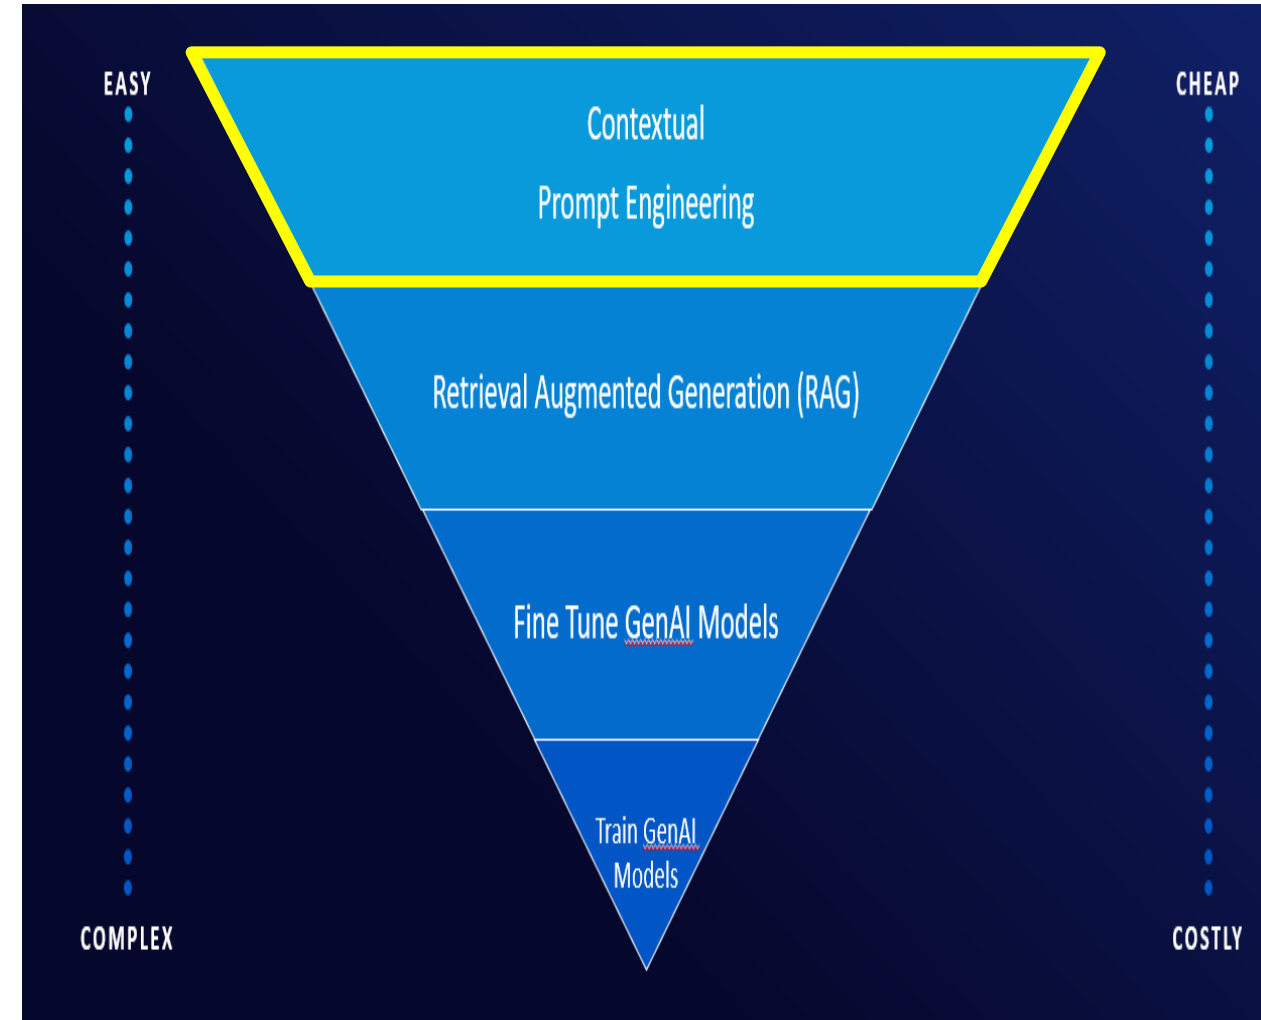 EASY
CHEAP
Contextual
Prompt Engineering
Retrieval Augmented Generation (RAG)
Fine Tune GenAI Models
Train GenAI
Models
COMPLEX
COSTLY